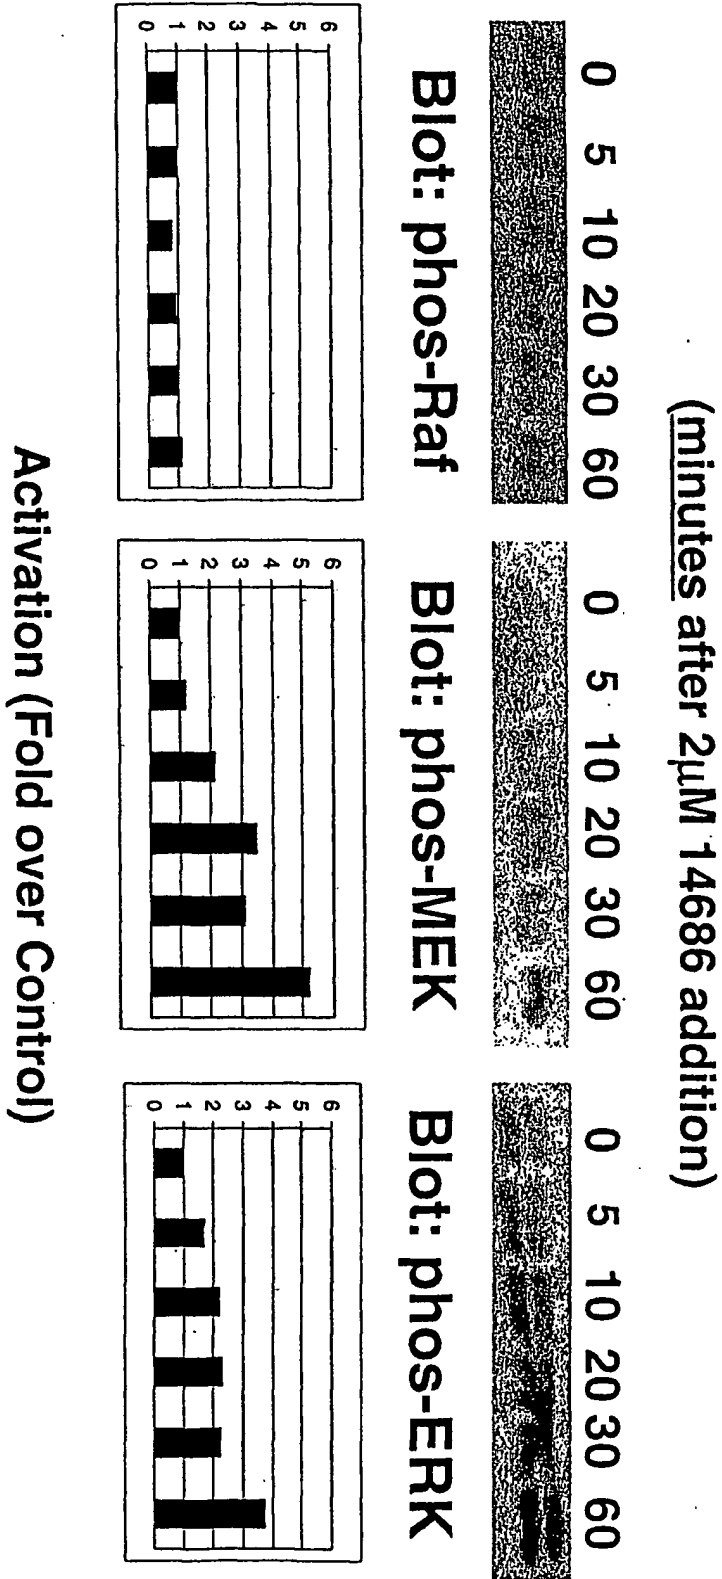 (minutes after 2μM 14686 addition)
0 5 10 20 30 60
0 5 10 20 30 60
0 5 10 20 30 60
Blot: phos-Raf
Blot: phos-MEK
Blot: phos-ERK
6
5
4
3
2
1
0
6
5
4
3
2
1
0
6
5
4
3
2
1
0
Activation (Fold over Control)